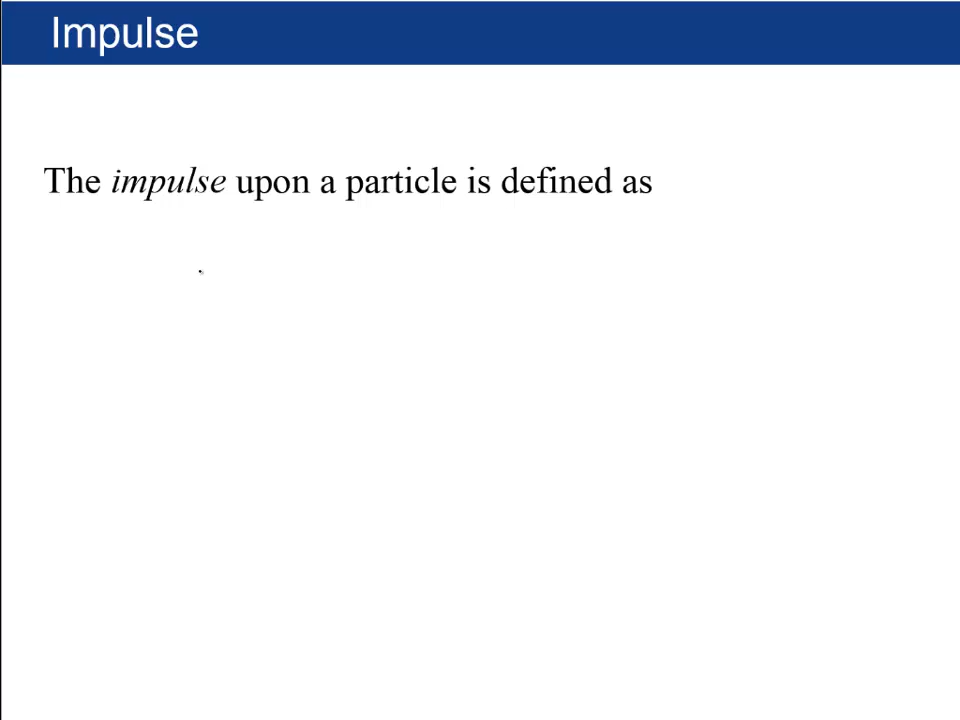 Impulse
The impulse upon a particle is defined as